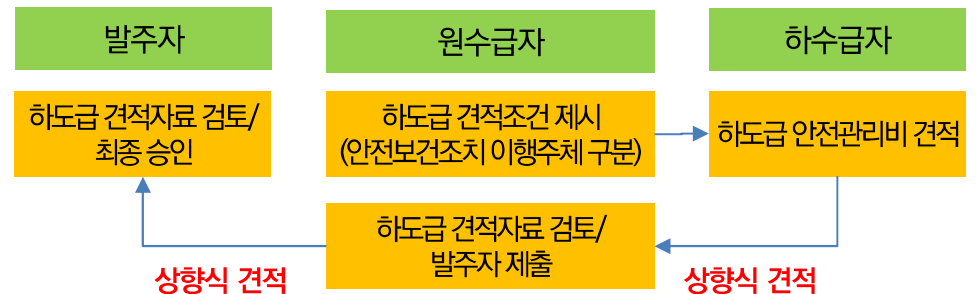 발주자
원수급자
하수급자
하도급 견적자료 검토/
최종 승인
하도급 견적조건 제시
(안전보건조치 이행주체 구분)
하도급 안전관리비 견적
하도급 견적자료 검토/
발주자 제출
상향식 견적
상향식 견적